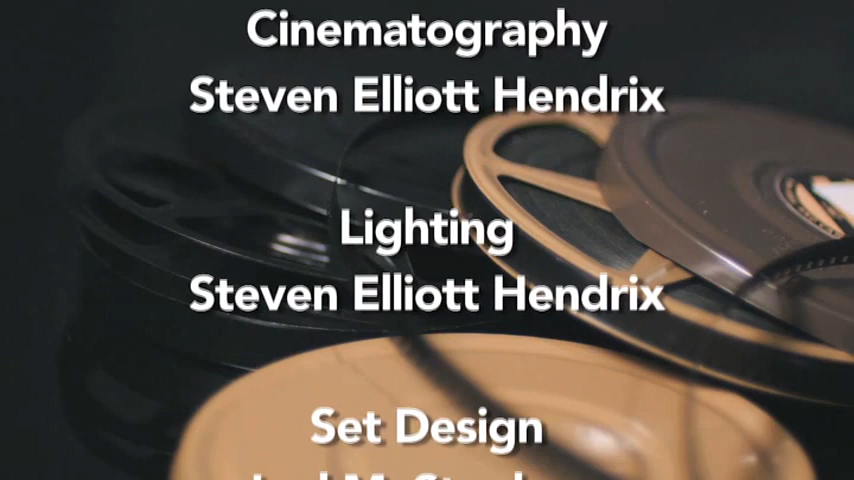 Cinematography
Steven Elliott Hendrix
Lighting
Steven Elliott Hendrix
Set Design